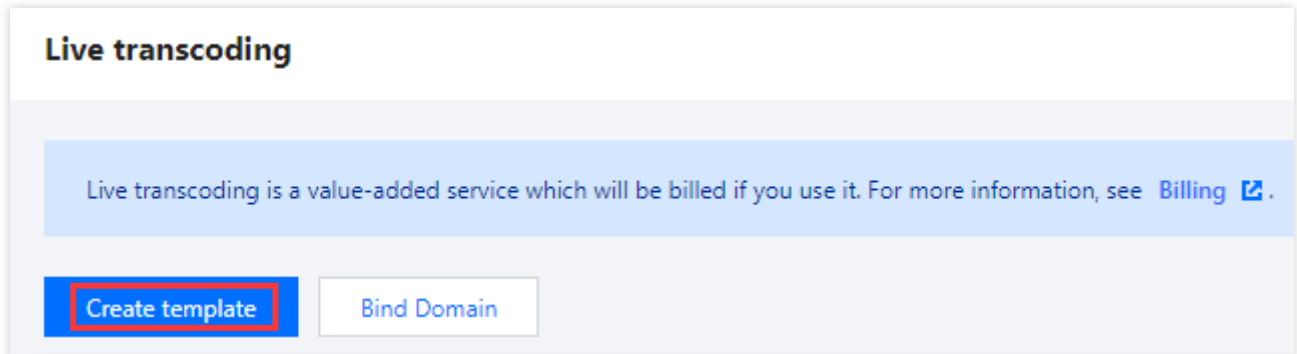 Live transcoding
Live transcoding is a value-added service which will be billed if you use it. For more information, see Billing .
Create template
Bind Domain